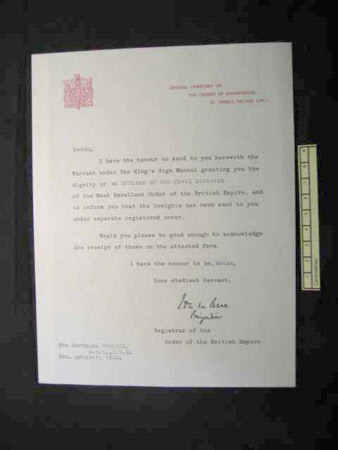 CENTRAL CHANCERY OF
THE ORDERS OF KNIGHTHOOD,
ST. JAMES'S PALACE, S.W.1.
Madam,
I have the honour to send to you herewith the
Warrant under The King's Sign Manual granting you the
dignity of an Officer of the Civil Division
of the Most Excellent Order of the British Empire, and
to inform you that the Insignia has been sent to you
under separate registered cover.
Would you please be good enough to acknowledge
the receipt of these on the attached form.
I have the honour to be, Madam,
Your obedient Servant,
Brigadier
Registrar of the
Order of the British Empire.
The Baroness
October,